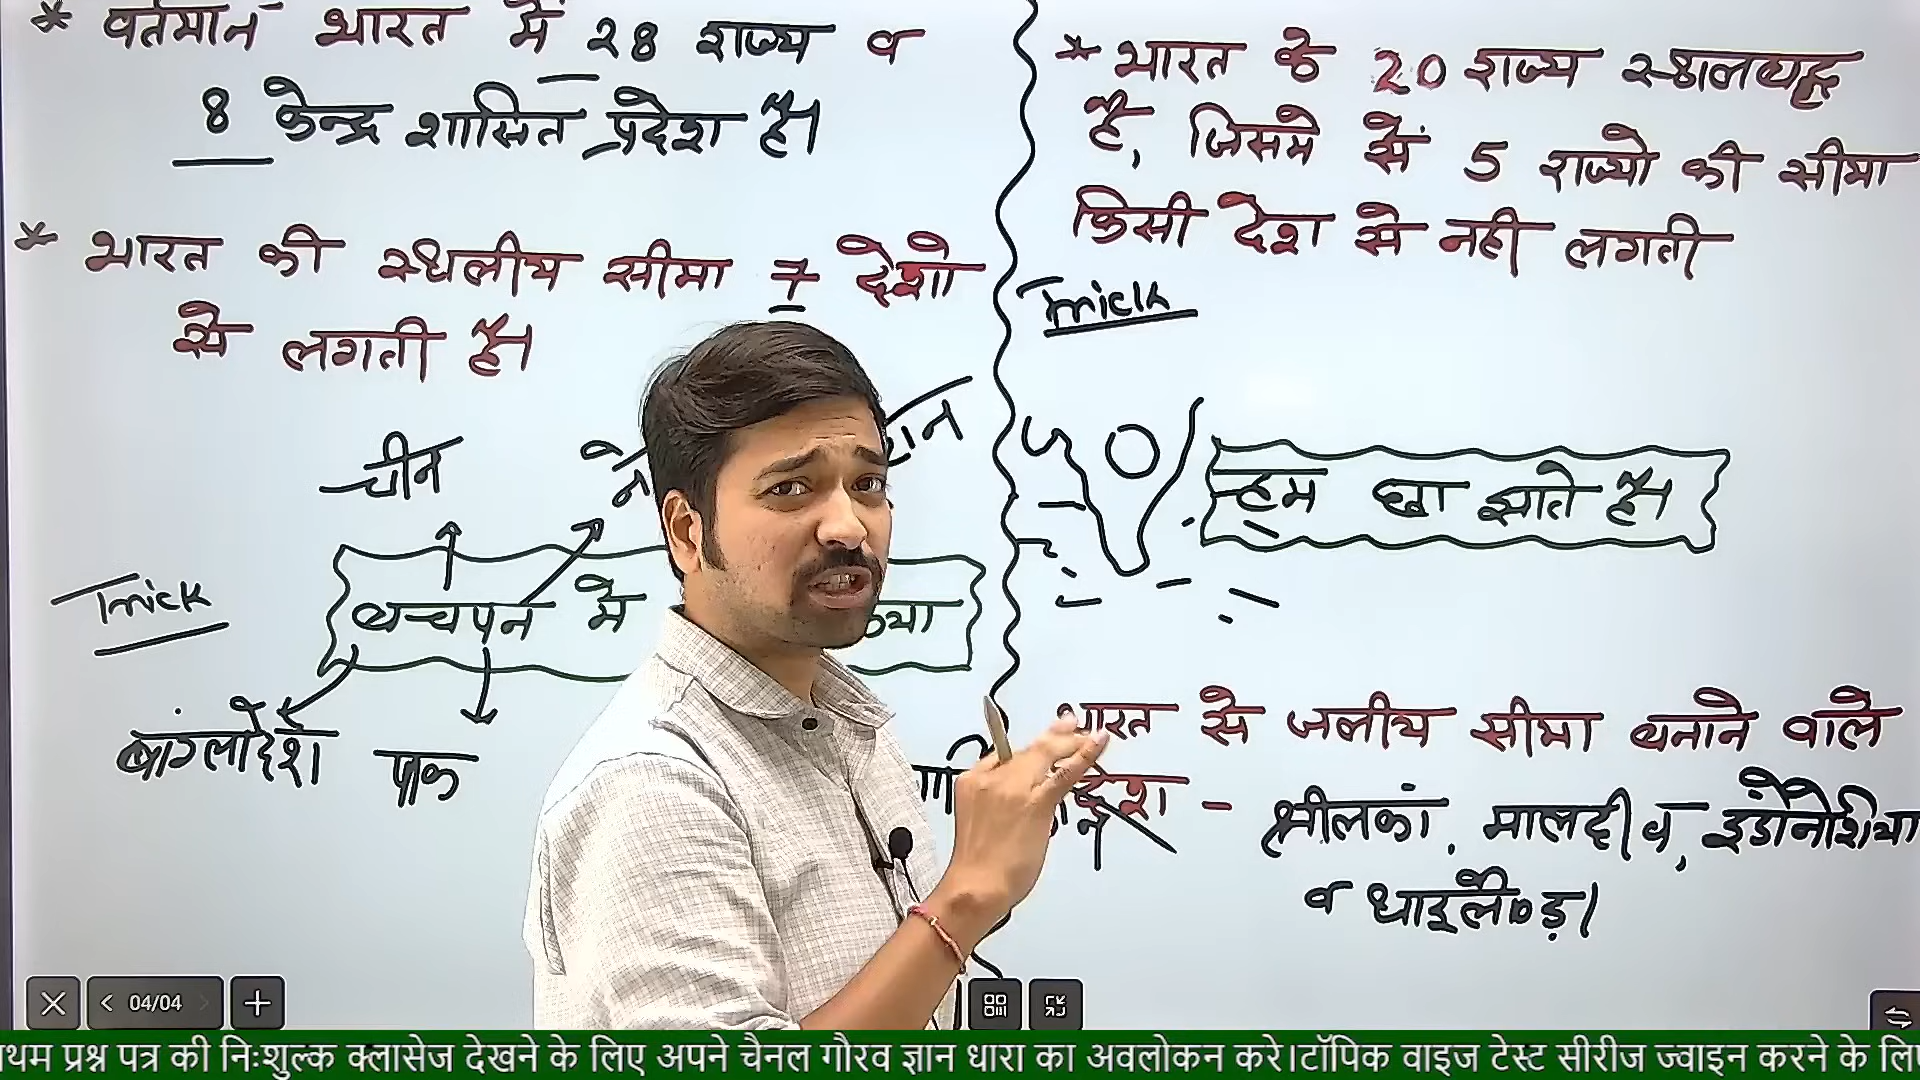 * वर्तमान भारत में 28 राज्य व
8 केन्द्र शासित प्रदेश है।
* भारत की स्थलीय सीमा 7 देशो
से लगती है।
चीन
Trick
बचपन में
बांग्लादेश पाक
* भारत के 20 राज्य स्थलबद्ध
है, जिसमे से 5 राज्यो की सीमा
किसी देश से नही लगती
Trick
हम छा जाते है।
भारत से जलीय सीमा बनाने वाले
देश - श्रीलंका, मालदीव, इंडोनेशिया
व थाईलैण्ड।
04/04
थम प्रश्न पत्र की निःशुल्क क्लासेज देखने के लिए अपने चैनल गौरव ज्ञान धारा का अवलोकन करे।टॉपिक वाइज टेस्ट सीरीज ज्वाइन करने के